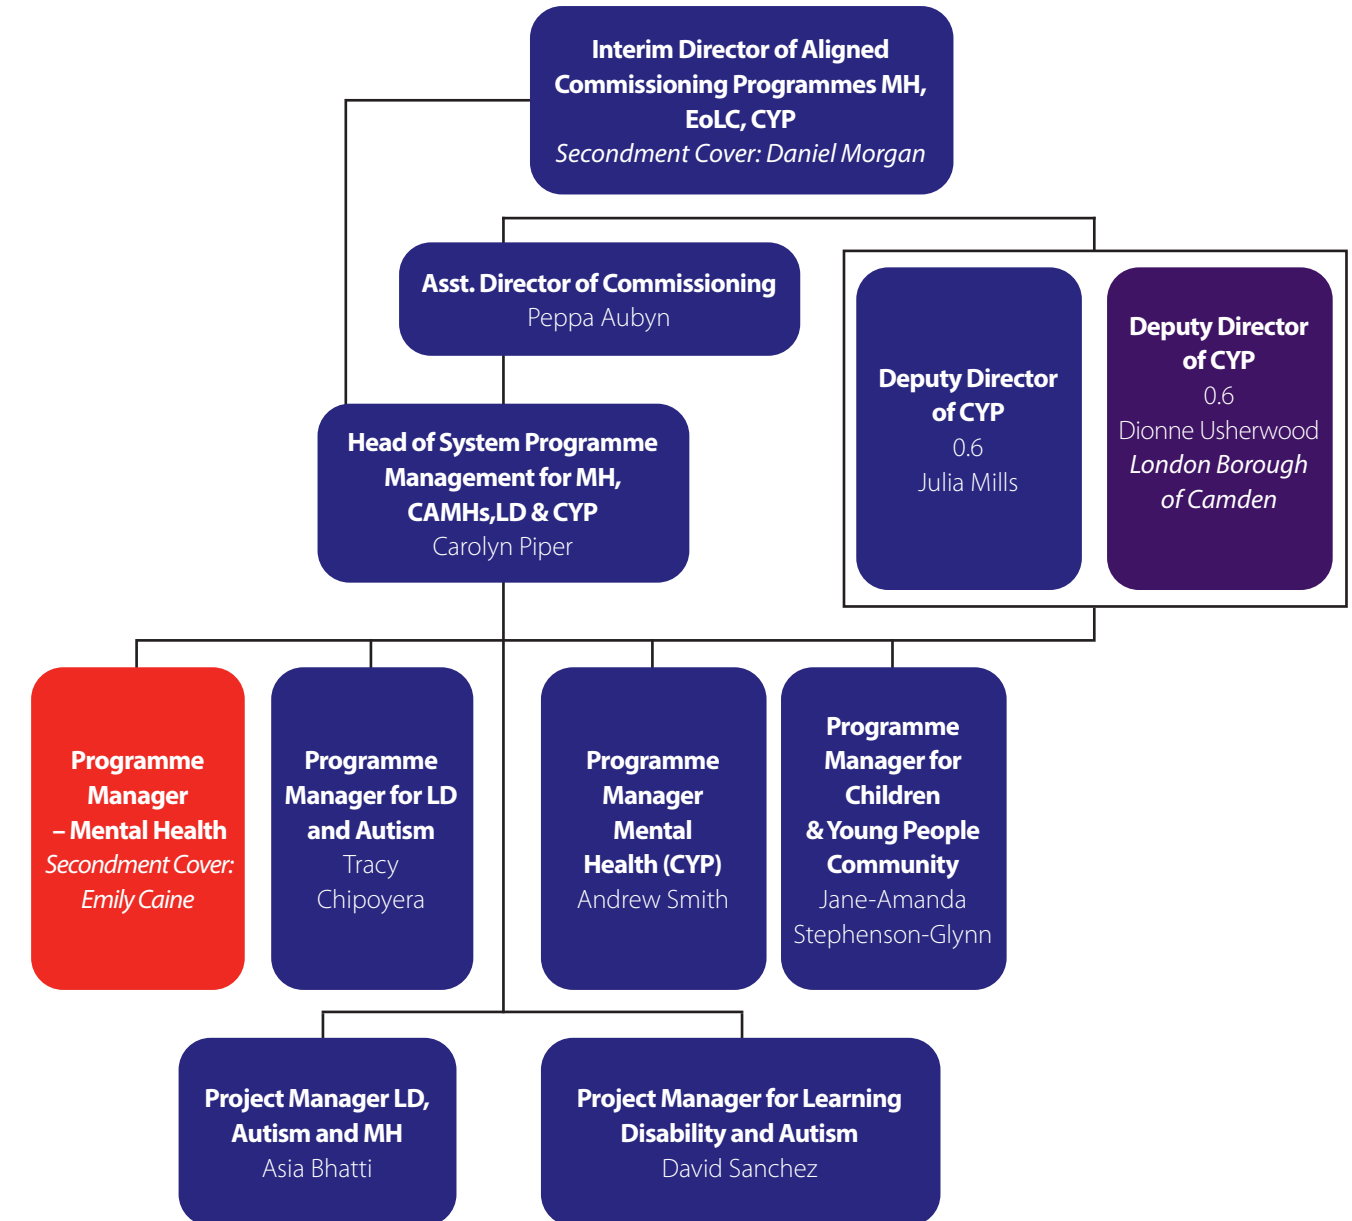 Interim Director of Aligned
Commissioning Programmes MH,
EoLC, CYP
Secondment Cover: Daniel Morgan
Asst. Director of Commissioning
Peppa Aubyn
Deputy Director
of CYP
0.6
Julia Mills
Deputy Director
of CYP
0.6
Dionne Usherwood
London Borough
of Camden
Head of System Programme
Management for MH,
CAMHs,LD & CYP
Carolyn Piper
Programme
Manager
– Mental Health
Secondment Cover:
Emily Caine
Programme
Manager for LD
and Autism
Tracy
Chipoyera
Programme
Manager
Mental
Health (CYP)
Andrew Smith
Programme
Manager for
Children
& Young People
Community
Jane-Amanda
Stephenson-Glynn
Project Manager LD,
Autism and MH
Asia Bhatti
Project Manager for Learning
Disability and Autism
David Sanchez